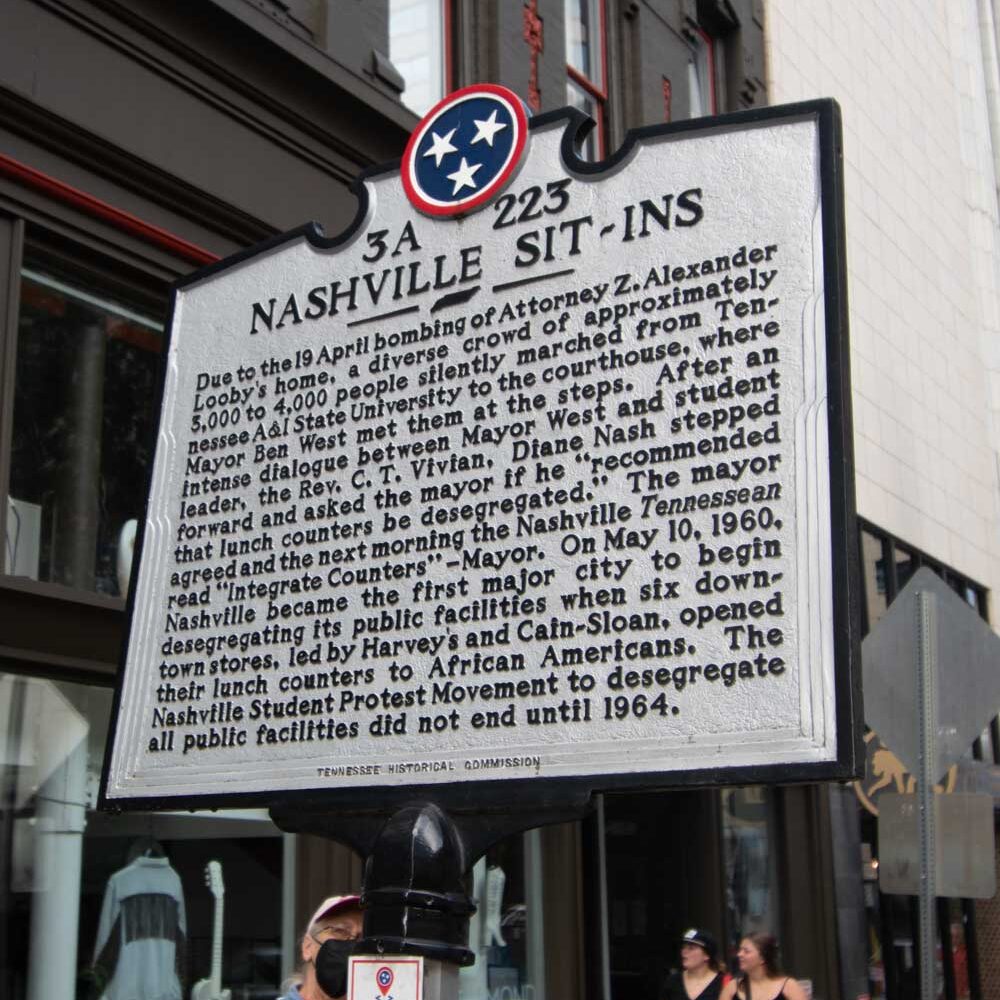 3A 223
NASHVILLE SIT-INS
Due to the 19 April bombing of Attorney Z. Alexander
Looby's home, a diverse crowd of approximately
3,000 to 4,000 people silently marched from Ten-
nessee A&I State University to the courthouse, where
Mayor Ben West met them at the steps. After an
intense dialogue between Mayor West and student
leader, the Rev. C. T. Vivian, Diane Nash stepped
forward and asked the mayor if he "recommended
that lunch counters be desegregated." The mayor
agreed and the next morning the Nashville Tennessean
read "Integrate Counters" -Mayor. On May 10, 1960,
Nashville became the first major city to begin
desegregating its public facilities when six down-
town stores, led by Harvey's and Cain-Sloan, opened
their lunch counters to African Americans. The
Nashville Student Protest Movement to desegregate
all public facilities did not end until 1964.
TENNESSEE HISTORICAL COMMISSION